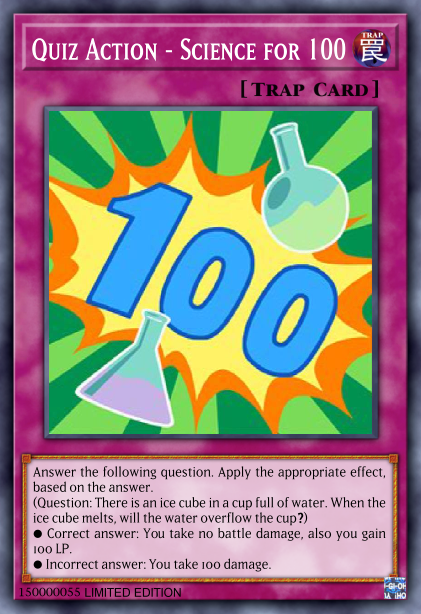 Quiz Action - Science for 100
TRAP
罠
[Trap Card]
100
Answer the following question. Apply the appropriate effect,
based on the answer.
(Question: There is an ice cube in a cup full of water. When the
ice cube melts, will the water overflow the cup?)
● Correct answer: You take no battle damage, also you gain
100 LP.
● Incorrect answer: You take 100 damage.
150000055 LIMITED EDITION